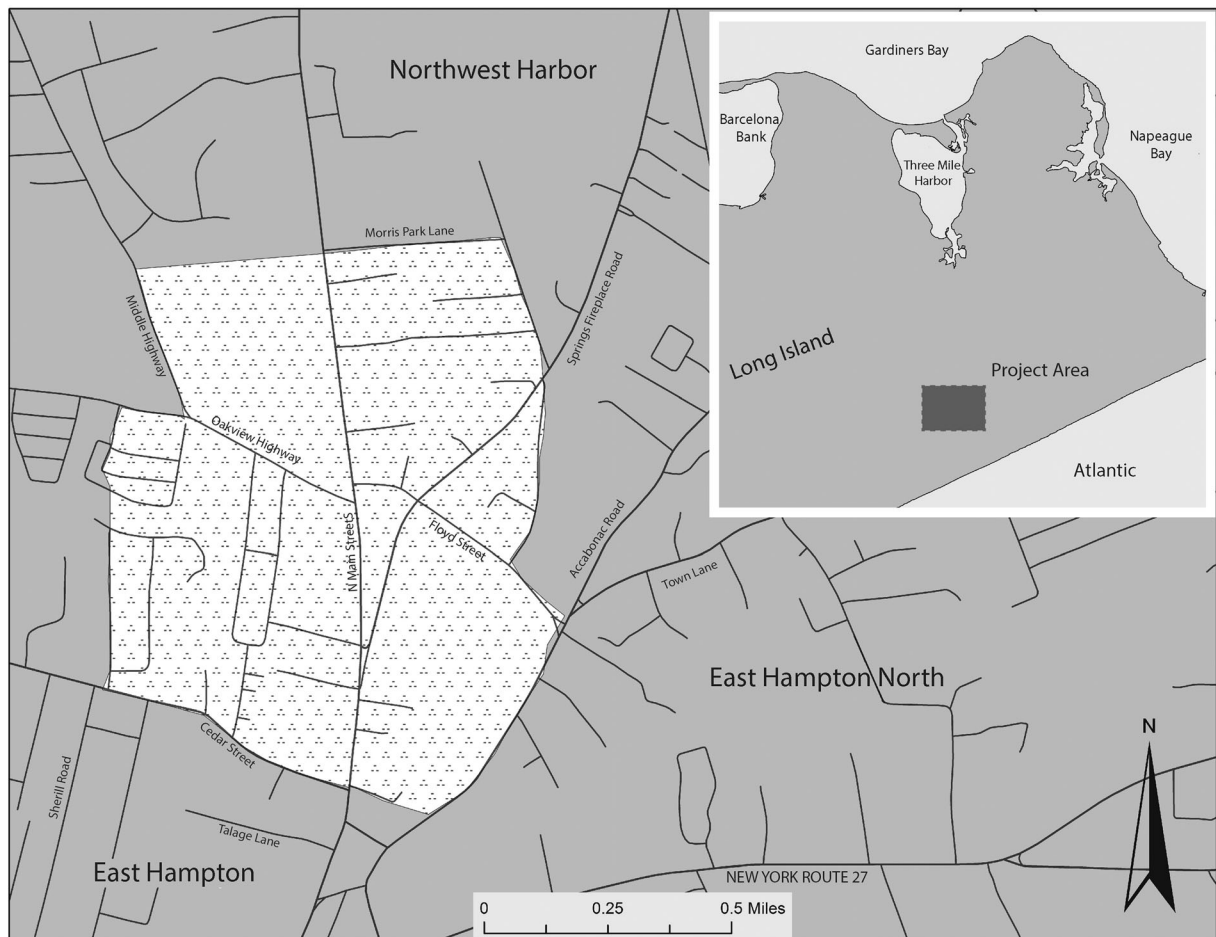 Northwest Harbor
Gardiners Bay
Barcelona
Bank
Napeague
Bay
Three Mile
Harbor
Long Island
Project Area
Atlantic
Morris Park Lane
Middle Highway
Springs Fireplace Road
Oakview Highway
N Main StreetS
Floyd Street
Accabonac Road
Town Lane
East Hampton North
Cedar Street
Sherill Road
Talage Lane
East Hampton
NEW YORK ROUTE 27
N
0 0.25 0.5 Miles